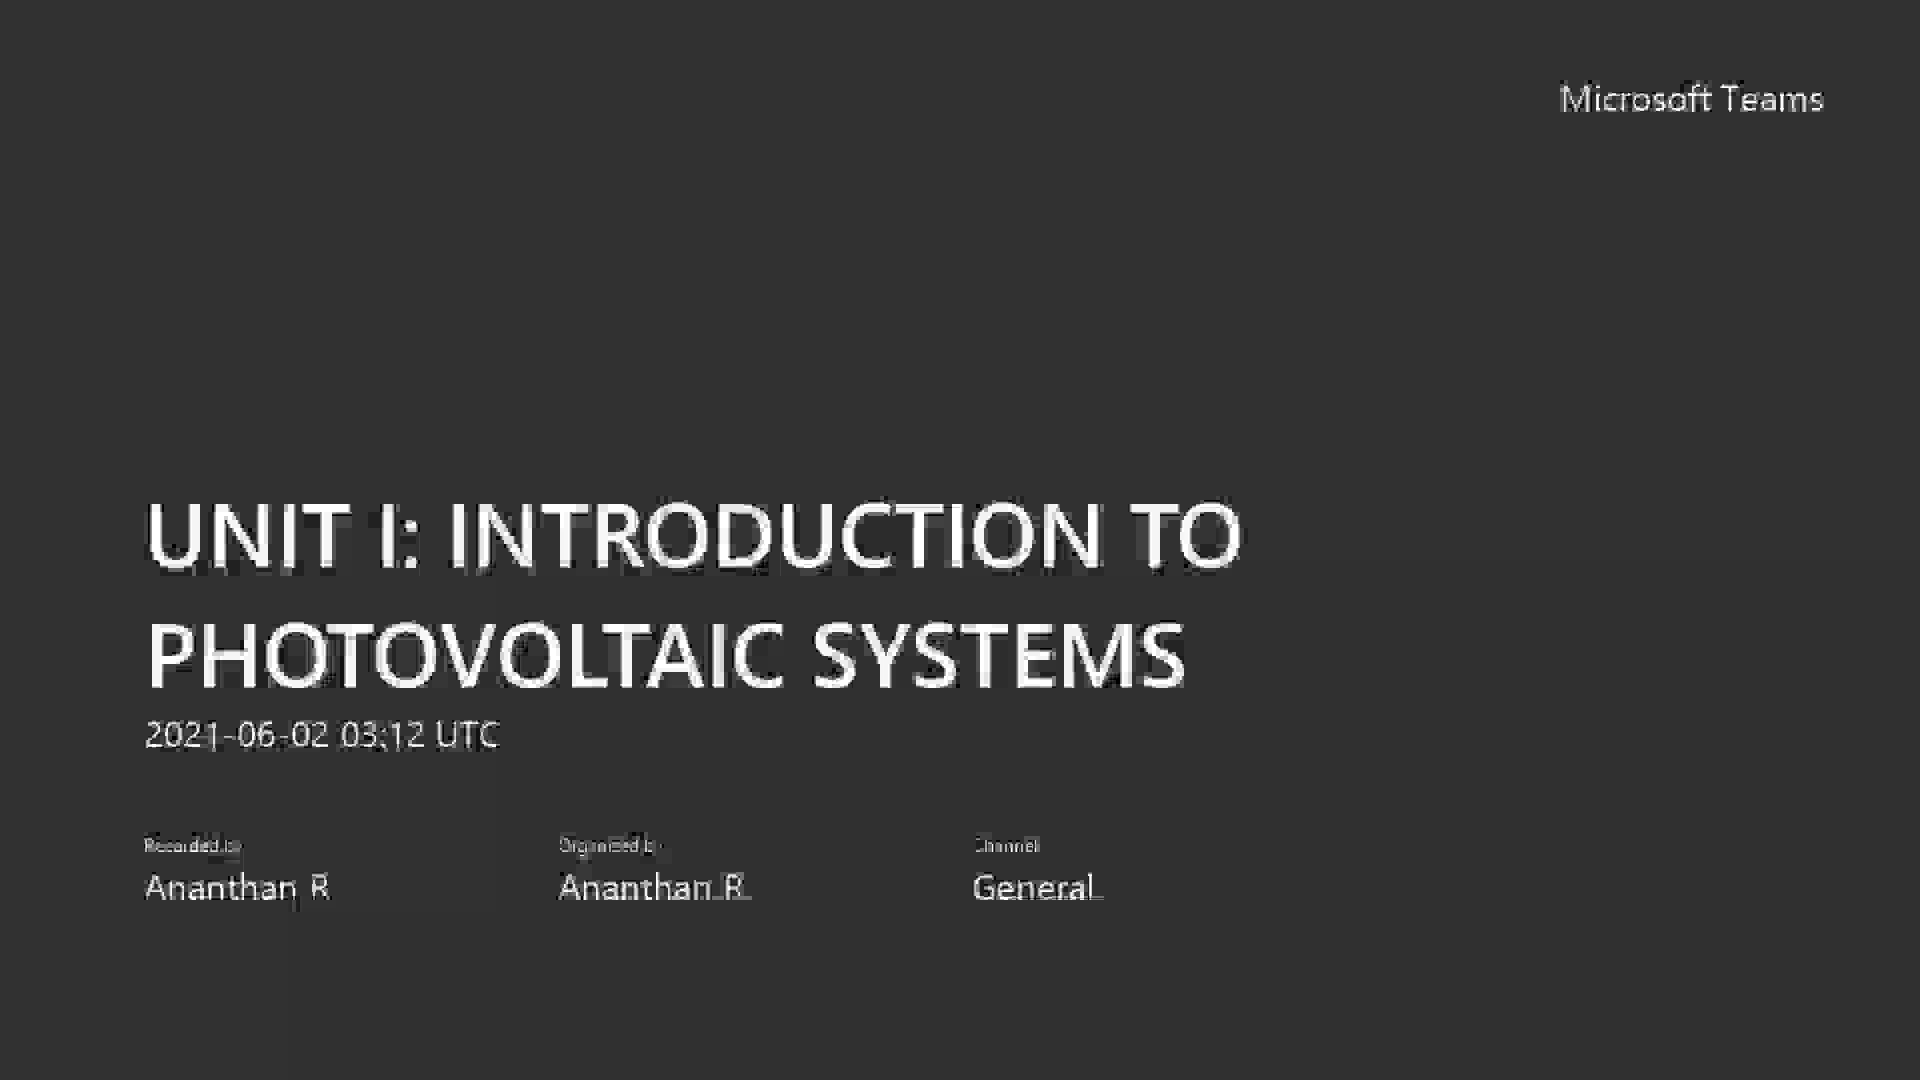 Microsoft Teams
UNIT I: INTRODUCTION TO
PHOTOVOLTAIC SYSTEMS
2021-06-02 03:12 UTC
Recorded by
Organized by
Channel
Ananthan R
Ananthan R
General